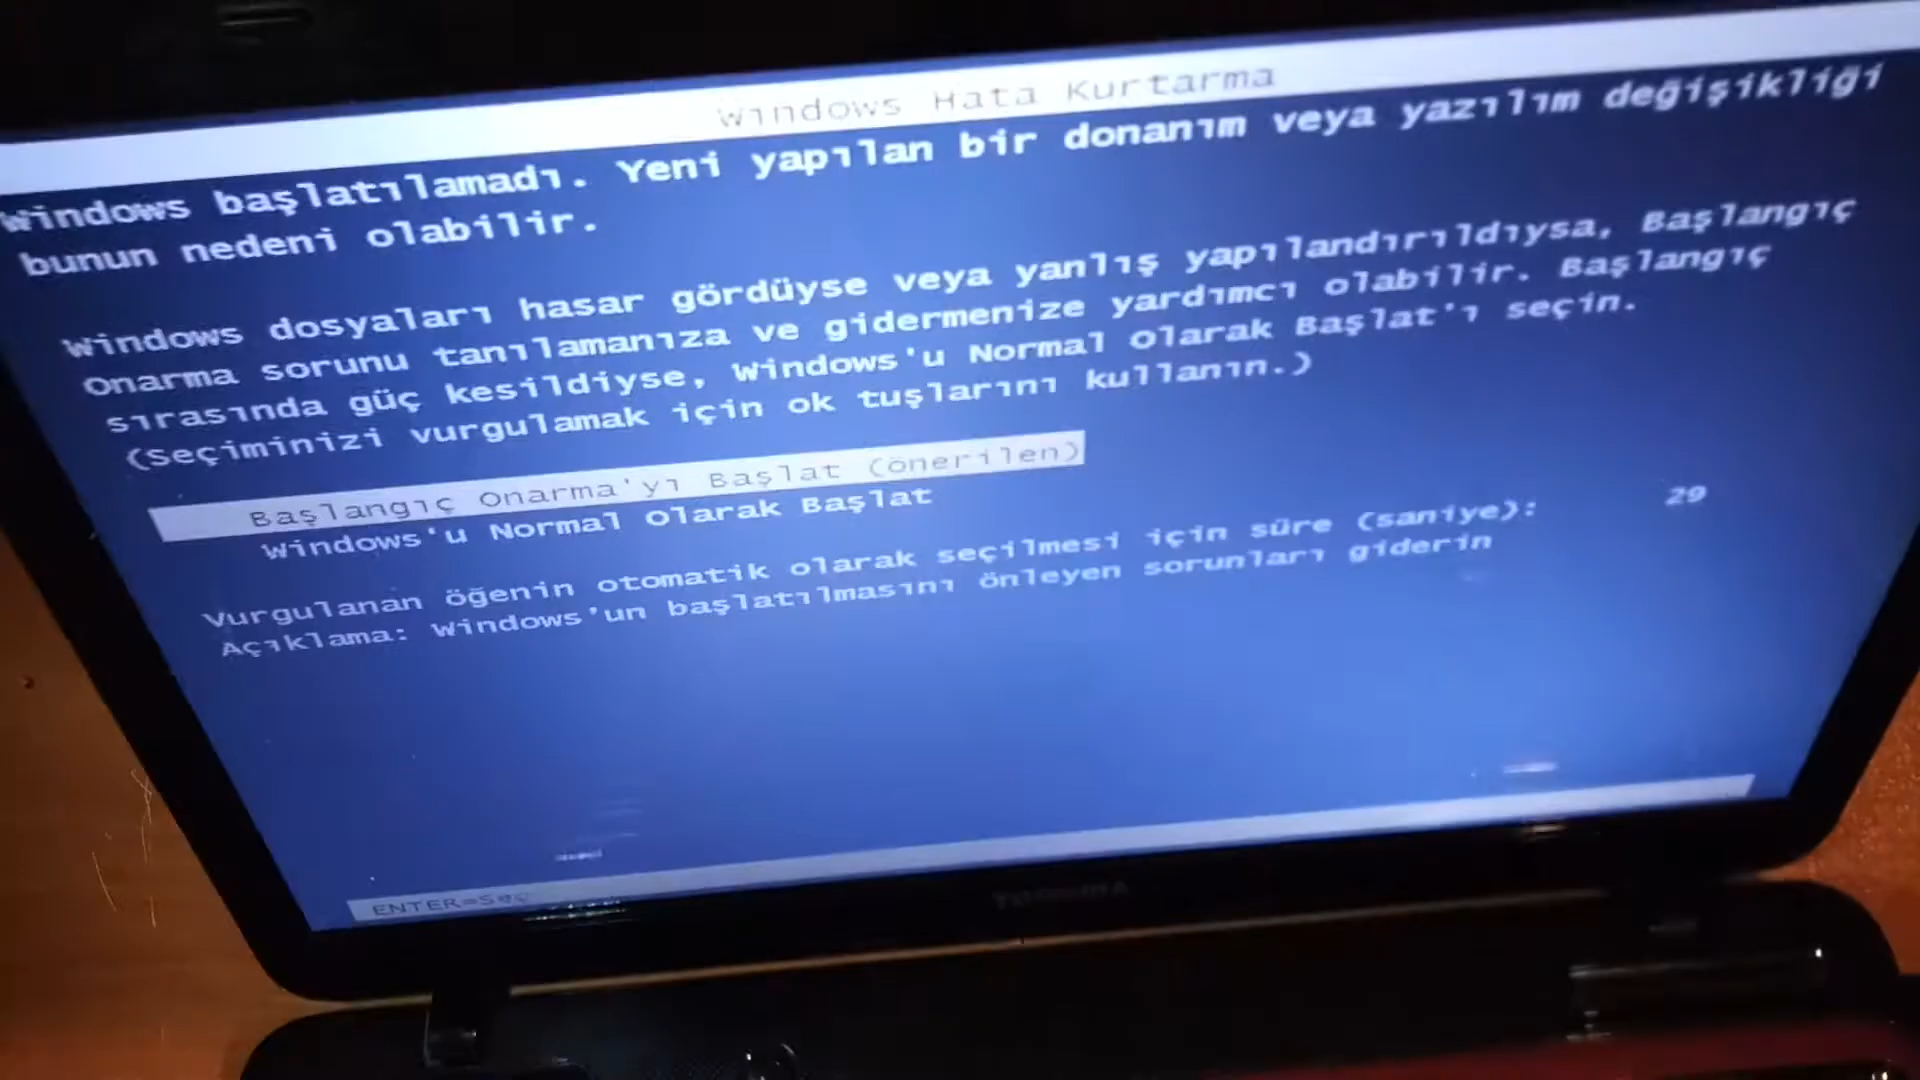 Windows Hata Kurtarma
Windows başlatılamadı. Yeni yapılan bir donanım veya yazılım değişikliği
bunun nedeni olabilir.
Windows dosyaları hasar gördüyse veya yanlış yapılandırıldıysa, Başlangıç
Onarma sorunu tanılamanıza ve gidermenize yardımcı olabilir. Başlangıç
sırasında güç kesildiyse, Windows'u Normal Olarak Başlat'ı seçin.
(Seçiminizi vurgulamak için ok tuşlarını kullanın.)
Başlangıç Onarma'yı Başlat (önerilen)
Windows'u Normal Olarak Başlat
Vurgulanan öğenin otomatik olarak seçilmesi için süre (saniye): 29
Açıklama: Windows'un başlatılmasını önleyen sorunları giderin
ENTER=Seç
TOSHIBA